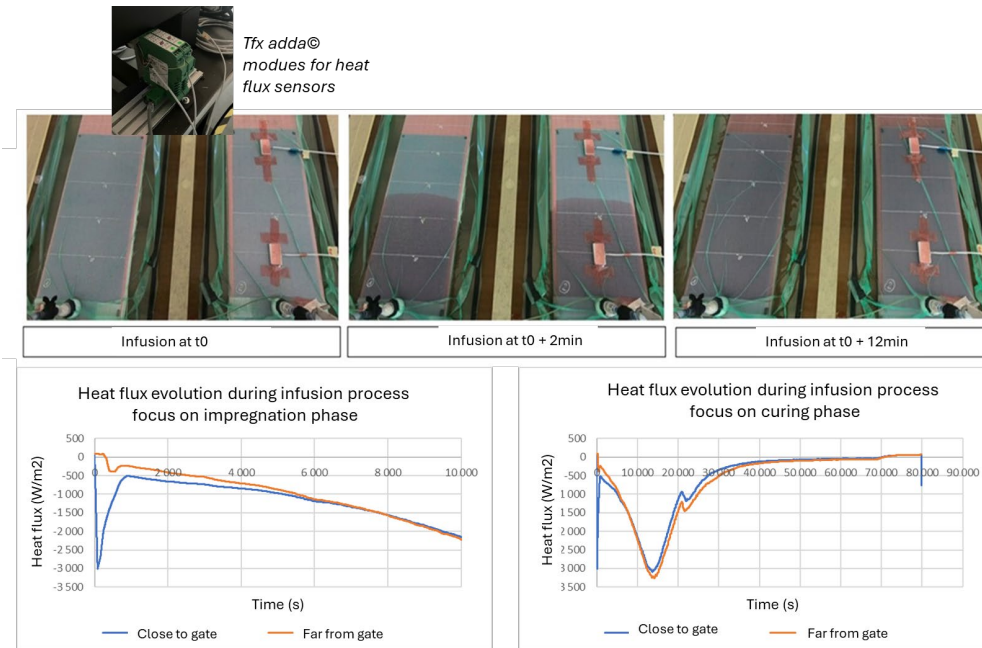 Tfx adda©
modues for heat
flux sensors
Infusion at t0
Infusion at t0 + 2min
Infusion at t0 + 12min
Heat flux evolution during infusion process
focus on impregnation phase
Heat flux (W/m2)
500
0
-500
-1 000
-1 500
-2 000
-2 500
-3 000
-3 500
0
2 000
4 000
6 000
8 000
10 000
Time (s)
Close to gate
Far from gate
Heat flux evolution during infusion process
focus on curing phase
Heat flux (W/m2)
500
0
-500
1 000
1 500
2 000
2 500
3 000
3 500
0
10 000
20 000
30 000
40 000
50 000
60 000
70 000
80 000
90 000
Time (s)
Close to gate
Far from gate